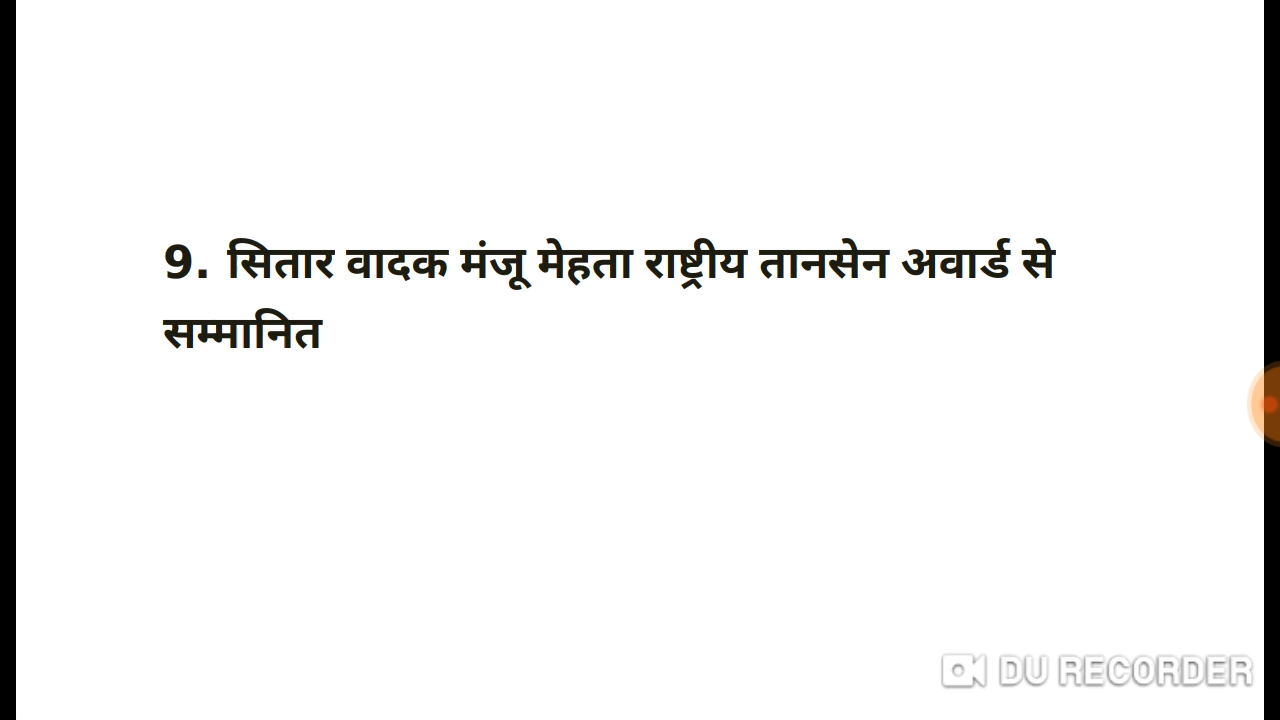 9. सितार वादक मंजू मेहता राष्ट्रीय तानसेन अवार्ड से
सम्मानित
DU RECORDER